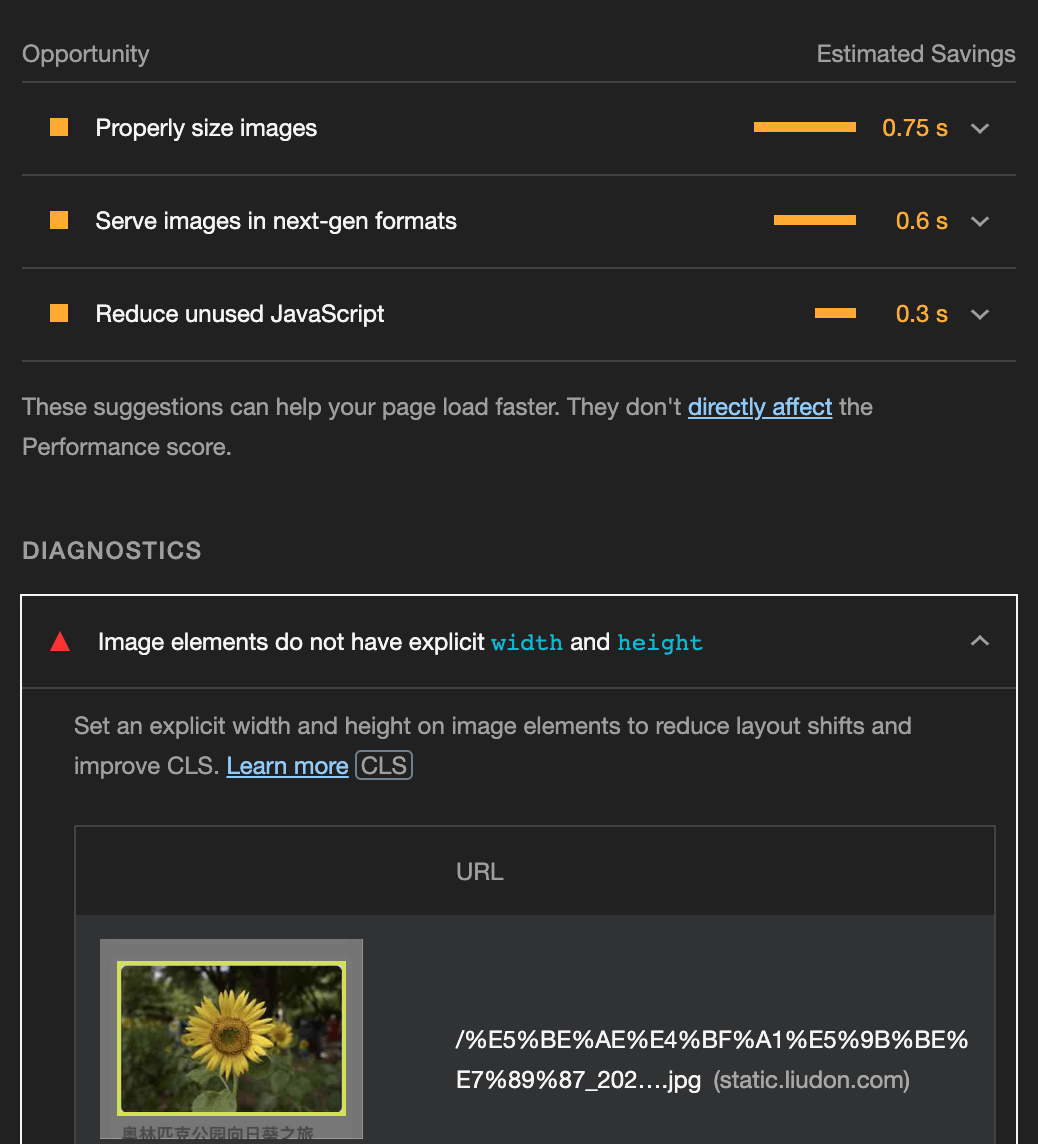 Opportunity
Estimated Savings
Properly size images
0.75 s
Serve images in next-gen formats
0.6 s
Reduce unused JavaScript
0.3 s
These suggestions can help your page load faster. They don't directly affect the
Performance score.
DIAGNOSTICS
Image elements do not have explicit width and height
Set an explicit width and height on image elements to reduce layout shifts and
improve CLS. Learn more CLS
URL
/%E5%BE%AE%E4%BF%A1%E5%9B%BE%
E7%89%87_202….jpg (static.liudon.com)
奥林匹克公园向日葵之旅